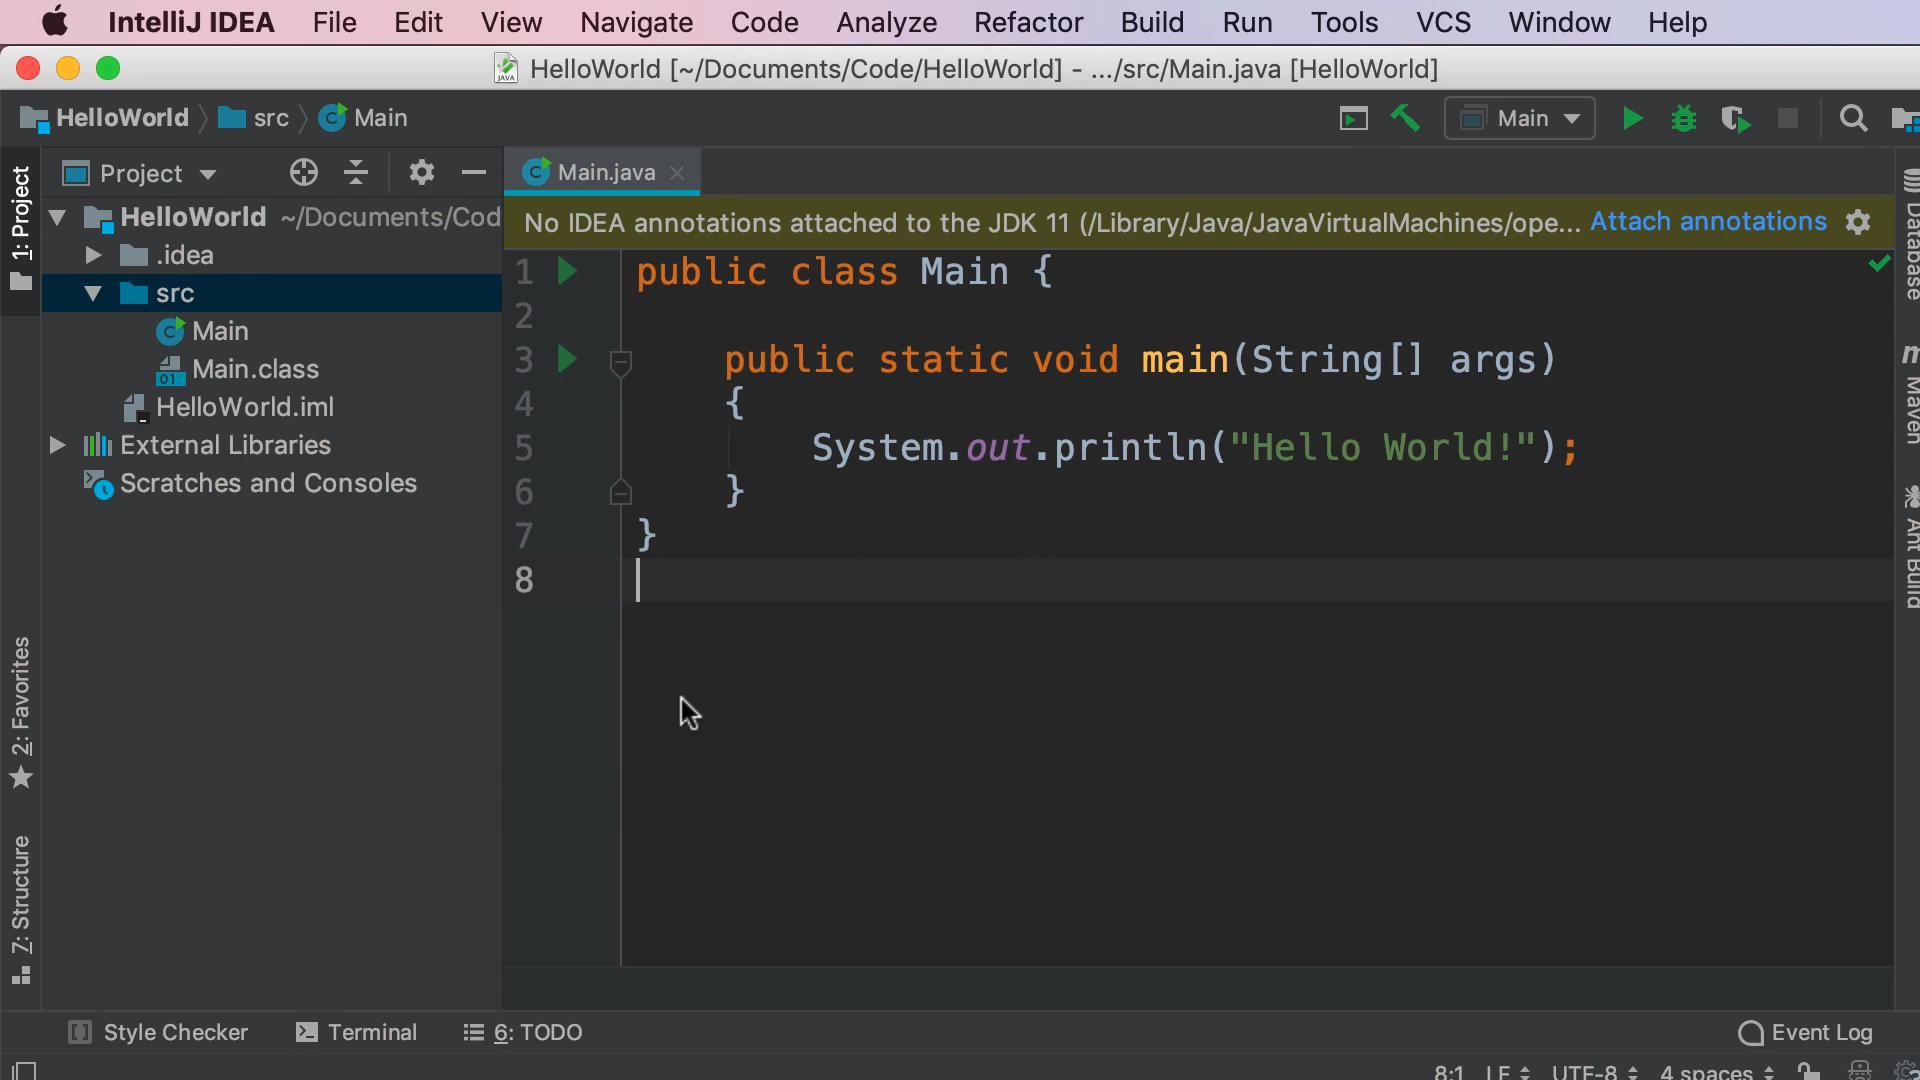 IntelliJ IDEA File Edit View Navigate Code Analyze Refactor Build Run Tools VCS Window Help
HelloWorld [~/Documents/Code/HelloWorld] - .../src/Main.java [HelloWorld]
HelloWorld src Main
Main
1: Project
Project
Main.java
HelloWorld ~/Documents/Cod
No IDEA annotations attached to the JDK 11 (/Library/Java/JavaVirtualMachines/ope... Attach annotations
.idea
src
Main
Main.class
HelloWorld.iml
External Libraries
Scratches and Consoles
1 public class Main {
2
3 public static void main(String[] args)
4 {
5 System.out.println("Hello World!");
6 }
7 }
8
Database
Maven
Ant Build
2: Favorites
7: Structure
Style Checker Terminal 6: TODO Event Log
8:1 LF UTF-8 4 spaces